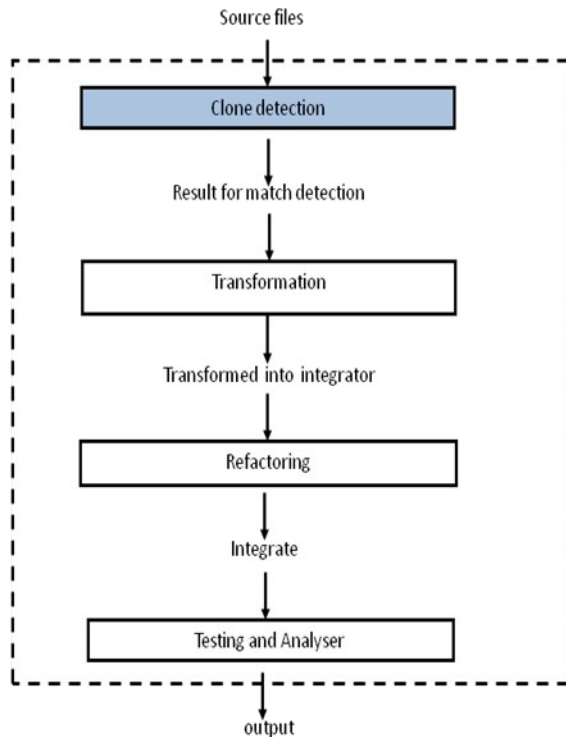 Source files
Clone detection
Result for match detection
Transformation
Transformed into integrator
Refactoring
Integrate
Testing and Analyser
output